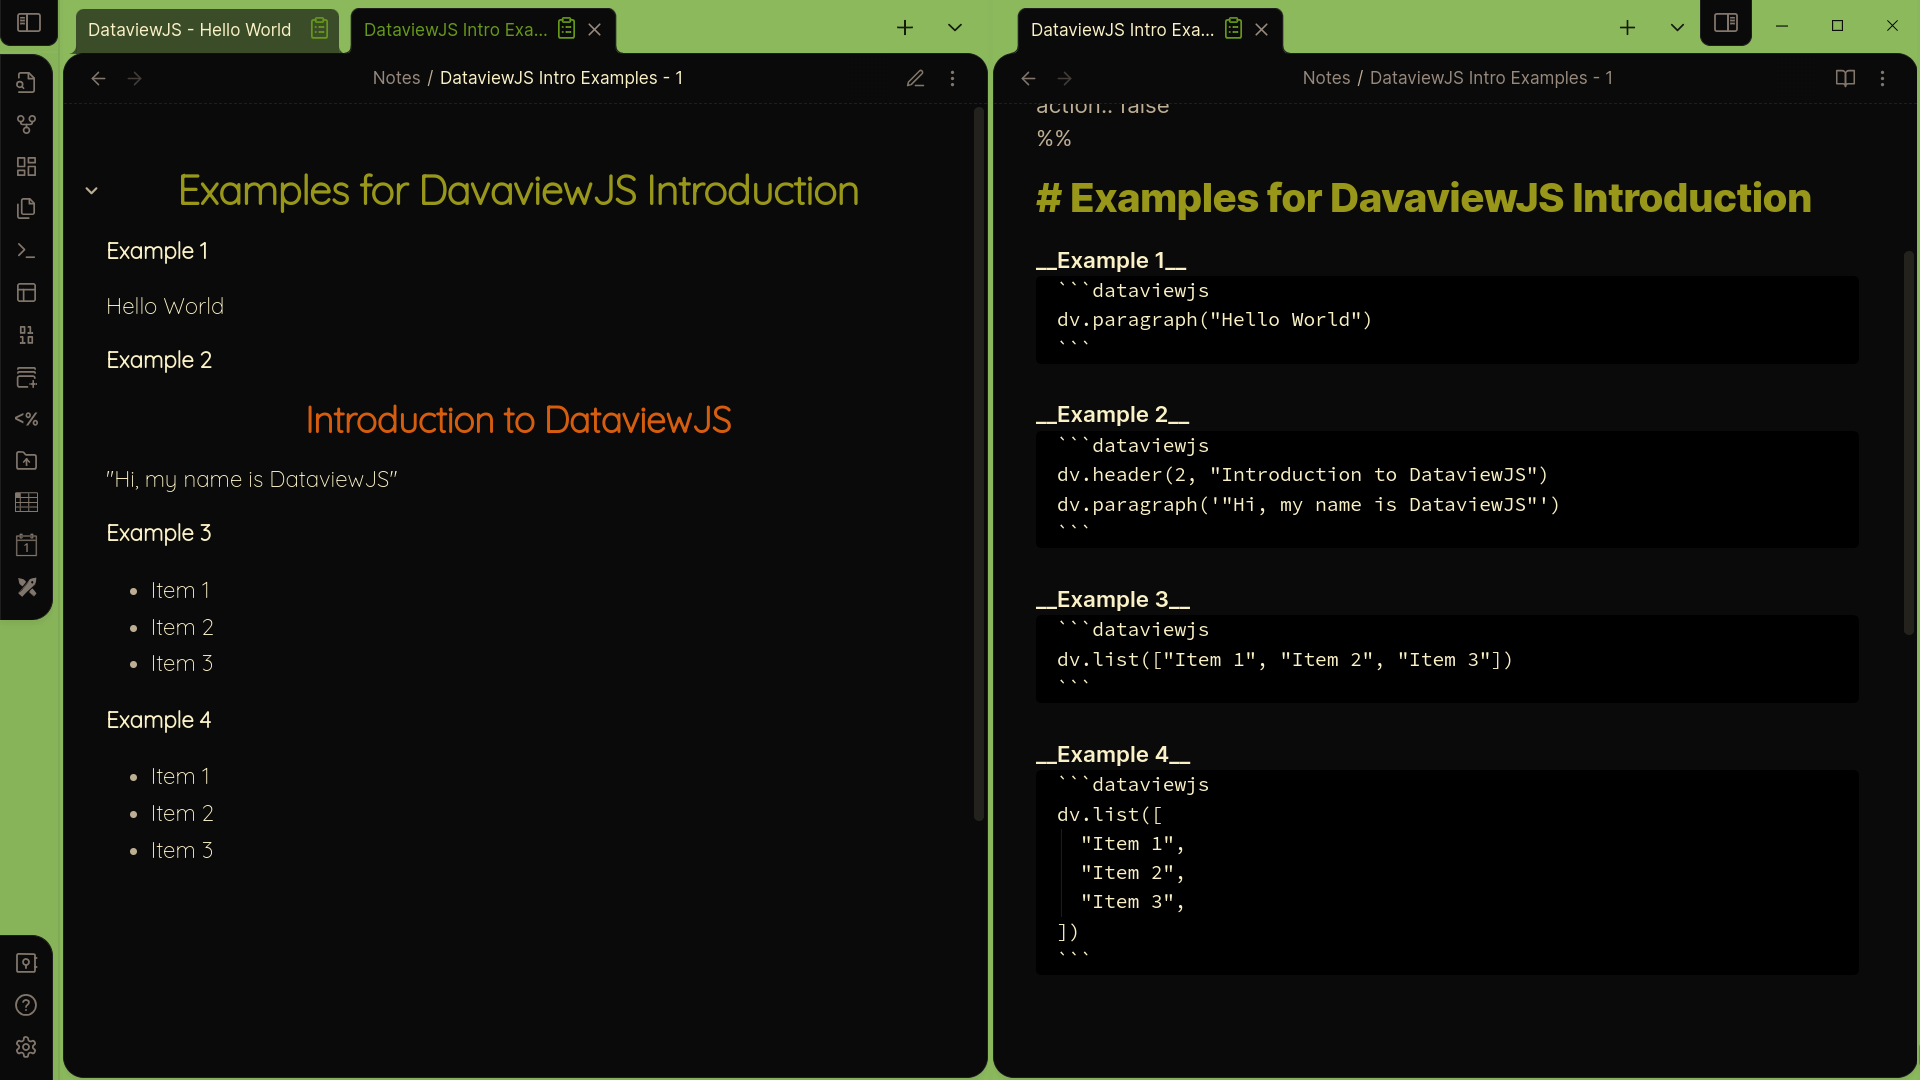 DataviewJS - Hello World
DataviewJS Intro Exa...
DataviewJS Intro Exa...
Notes / DataviewJS Intro Examples - 1
Examples for DavaviewJS Introduction
Example 1
Hello World
Example 2
Introduction to DataviewJS
"Hi, my name is DataviewJS"
Example 3
Item 1
Item 2
Item 3
Example 4
Item 1
Item 2
Item 3
Notes / DataviewJS Intro Examples - 1
action:: false
%%
# Examples for DavaviewJS Introduction
__Example 1__
```dataviewjs
dv.paragraph("Hello World")
```
__Example 2__
```dataviewjs
dv.header(2, "Introduction to DataviewJS")
dv.paragraph('"Hi, my name is DataviewJS"')
```
__Example 3__
```dataviewjs
dv.list(["Item 1", "Item 2", "Item 3"])
```
__Example 4__
```dataviewjs
dv.list([
"Item 1",
"Item 2",
"Item 3",
])
```